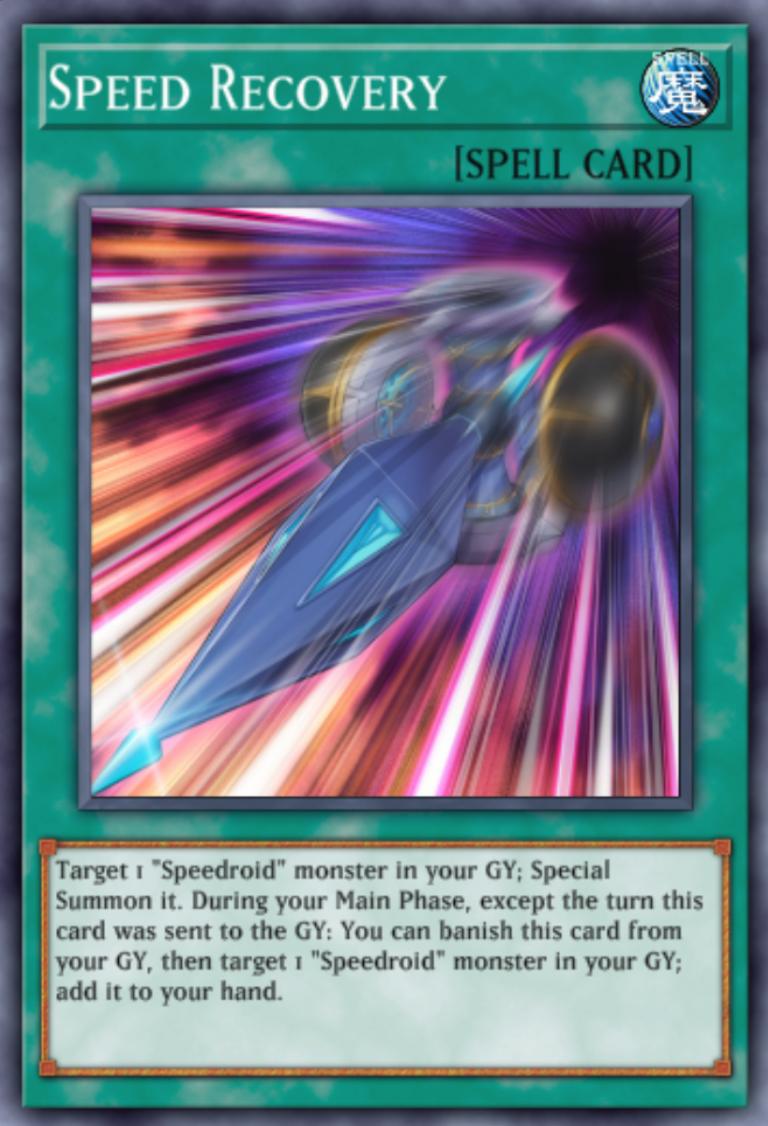 SPEED RECOVERY
SPELL
魔
[SPELL CARD]
Target 1 "Speedroid" monster in your GY; Special
Summon it. During your Main Phase, except the turn this
card was sent to the GY: You can banish this card from
your GY, then target 1 "Speedroid" monster in your GY;
add it to your hand.